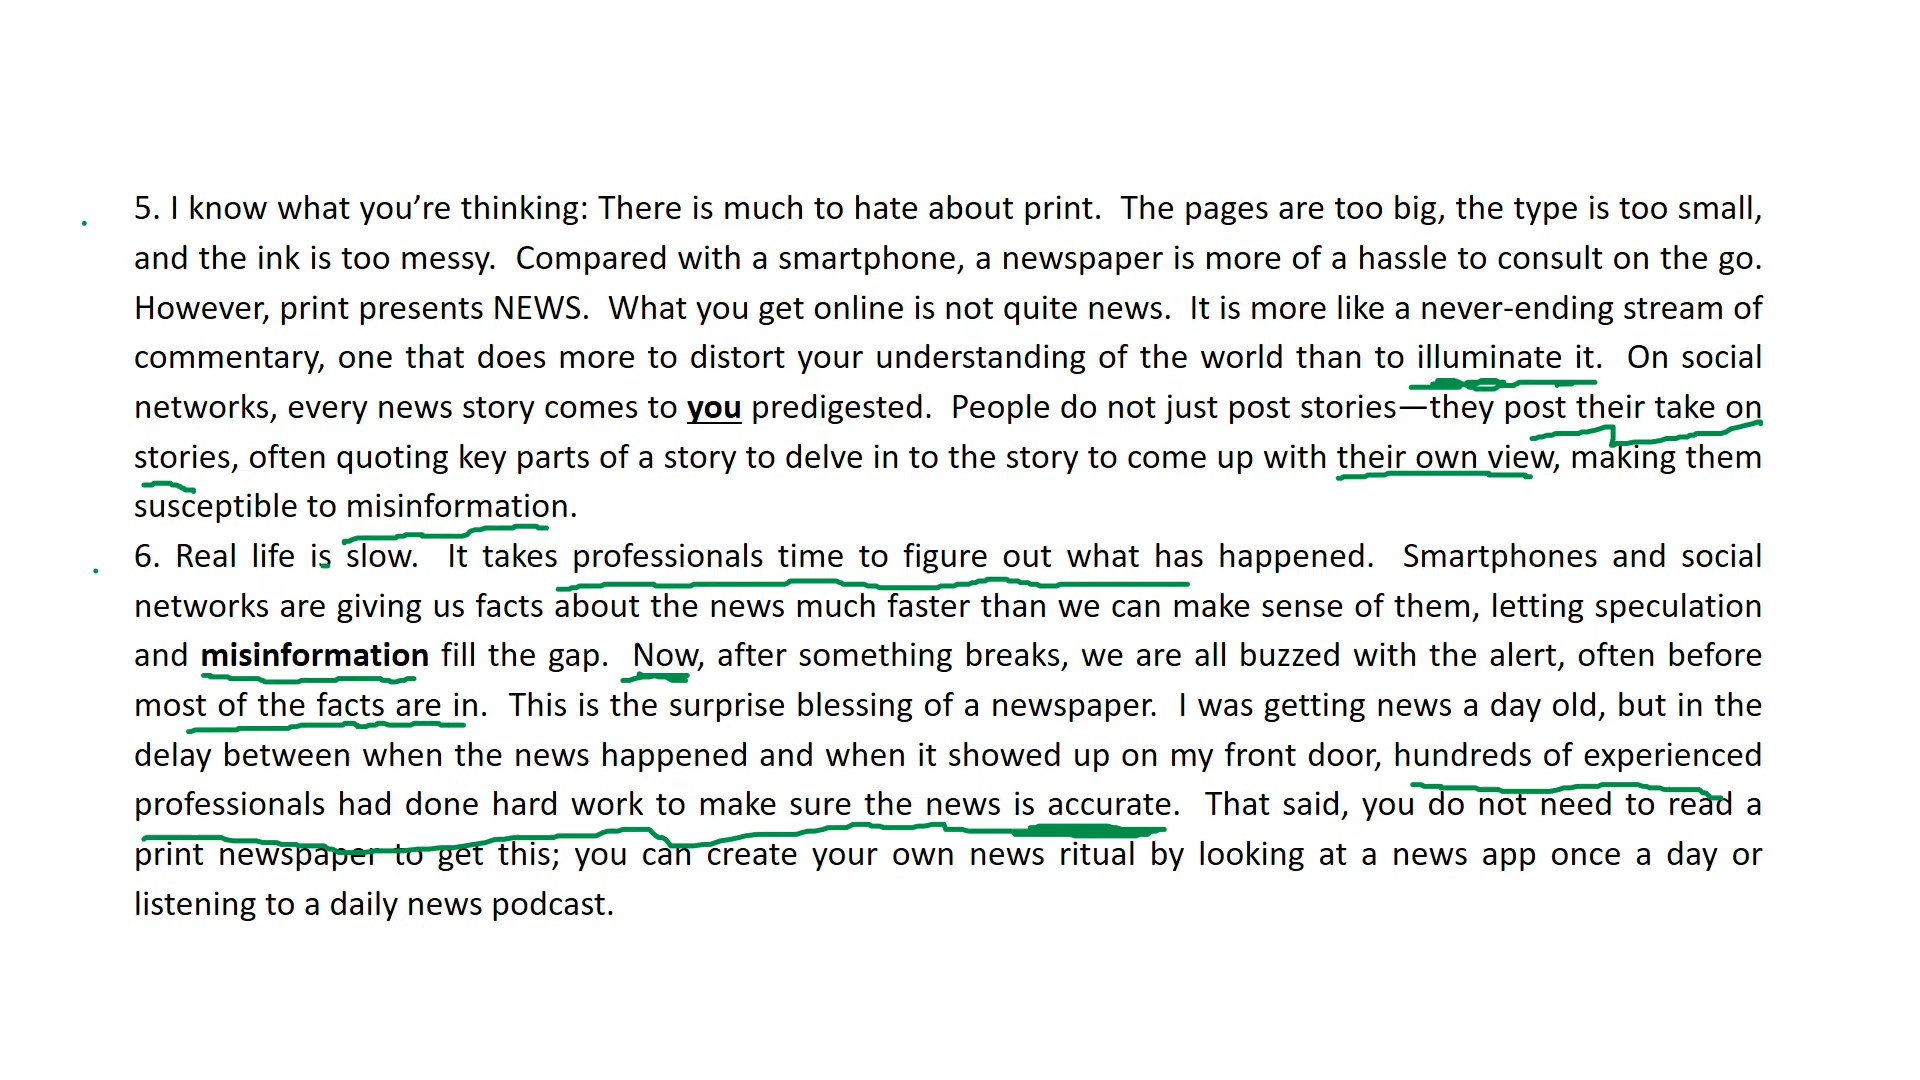 5. I know what you’re thinking: There is much to hate about print.  The pages are too big, the type is too small,
and the ink is too messy.  Compared with a smartphone, a newspaper is more of a hassle to consult on the go.
However, print presents NEWS.  What you get online is not quite news.  It is more like a never-ending stream of
commentary, one that does more to distort your understanding of the world than to illuminate it.  On social
networks, every news story comes to you predigested.  People do not just post stories—they post their take on
stories, often quoting key parts of a story to delve in to the story to come up with their own view, making them
susceptible to misinformation.
6. Real life is slow.  It takes professionals time to figure out what has happened.  Smartphones and social
networks are giving us facts about the news much faster than we can make sense of them, letting speculation
and misinformation fill the gap.  Now, after something breaks, we are all buzzed with the alert, often before
most of the facts are in.  This is the surprise blessing of a newspaper.  I was getting news a day old, but in the
delay between when the news happened and when it showed up on my front door, hundreds of experienced
professionals had done hard work to make sure the news is accurate.  That said, you do not need to read a
print newspaper to get this; you can create your own news ritual by looking at a news app once a day or
listening to a daily news podcast.